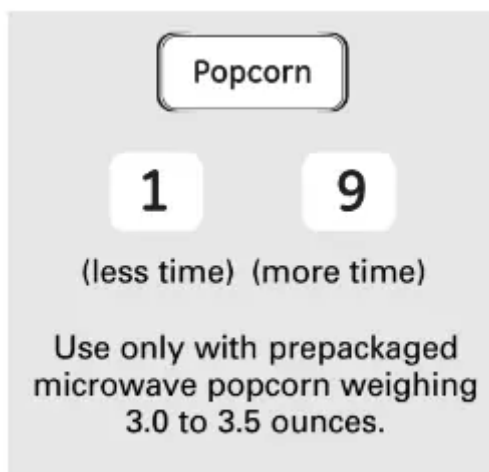 Popcorn
1 9
(less time) (more time)
Use only with prepackaged
microwave popcorn weighing
3.0 to 3.5 ounces.